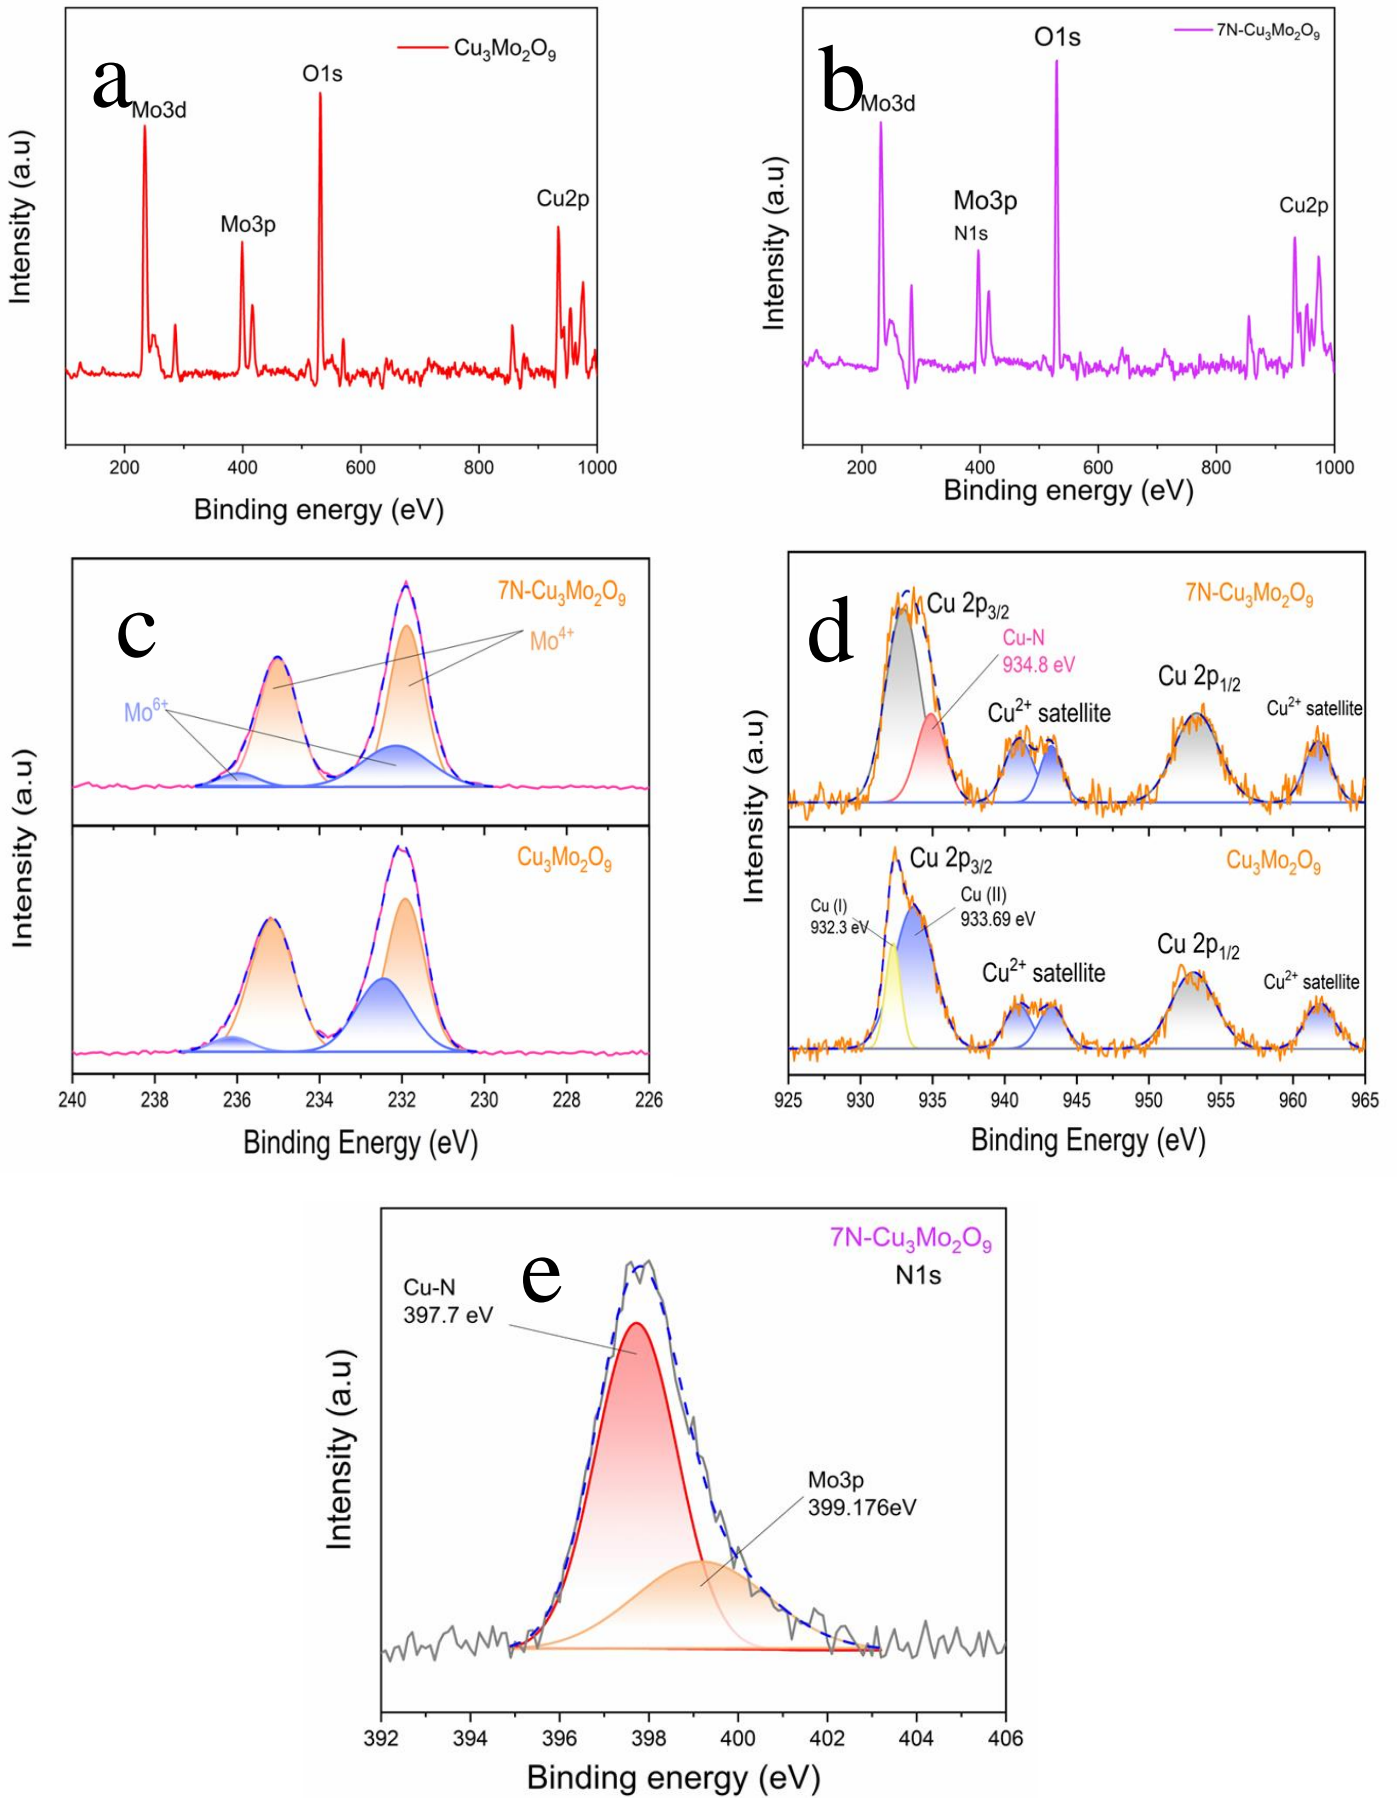 a
Cu₃Mo₂O₉
O1s
Mo3d
Mo3p
Cu2p
Intensity (a.u)
200 400 600 800 1000
Binding energy (eV)
b
7N-Cu₃Mo₂O₉
O1s
Mo3d
Mo3p
N1s
Cu2p
Intensity (a.u)
200 400 600 800 1000
Binding energy (eV)
c
7N-Cu₃Mo₂O₉
Mo⁴⁺
Mo⁶⁺
Cu₃Mo₂O₉
Intensity (a.u)
240 238 236 234 232 230 228 226
Binding Energy (eV)
d
7N-Cu₃Mo₂O₉
Cu 2p₃/₂
Cu-N
934.8 eV
Cu²⁺ satellite
Cu 2p₁/₂
Cu²⁺ satellite
Cu₃Mo₂O₉
Cu 2p₃/₂
Cu (I)
932.3 eV
Cu (II)
933.69 eV
Cu²⁺ satellite
Cu 2p₁/₂
Cu²⁺ satellite
Intensity (a.u)
925 930 935 940 945 950 955 960 965
Binding Energy (eV)
e
7N-Cu₃Mo₂O₉
N1s
Cu-N
397.7 eV
Mo3p
399.176eV
Intensity (a.u)
392 394 396 398 400 402 404 406
Binding energy (eV)